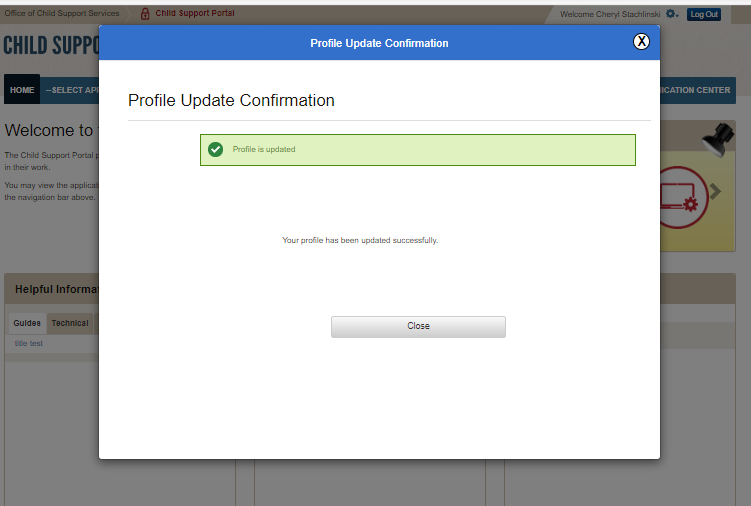 Office of Child Support Services
Child Support Portal
Welcome Cheryl Stachlinski
Log Out
CHILD SUPPO
Profile Update Confirmation
X
HOME
--SELECT API
ICATION CENTER
Profile Update Confirmation
Welcome to
Profile is updated
The Child Support Portal p
in their work.
You may view the applicati
the navigation bar above.
Your profile has been updated successfully.
Helpful Informa
Guides
Technical
Close
title test